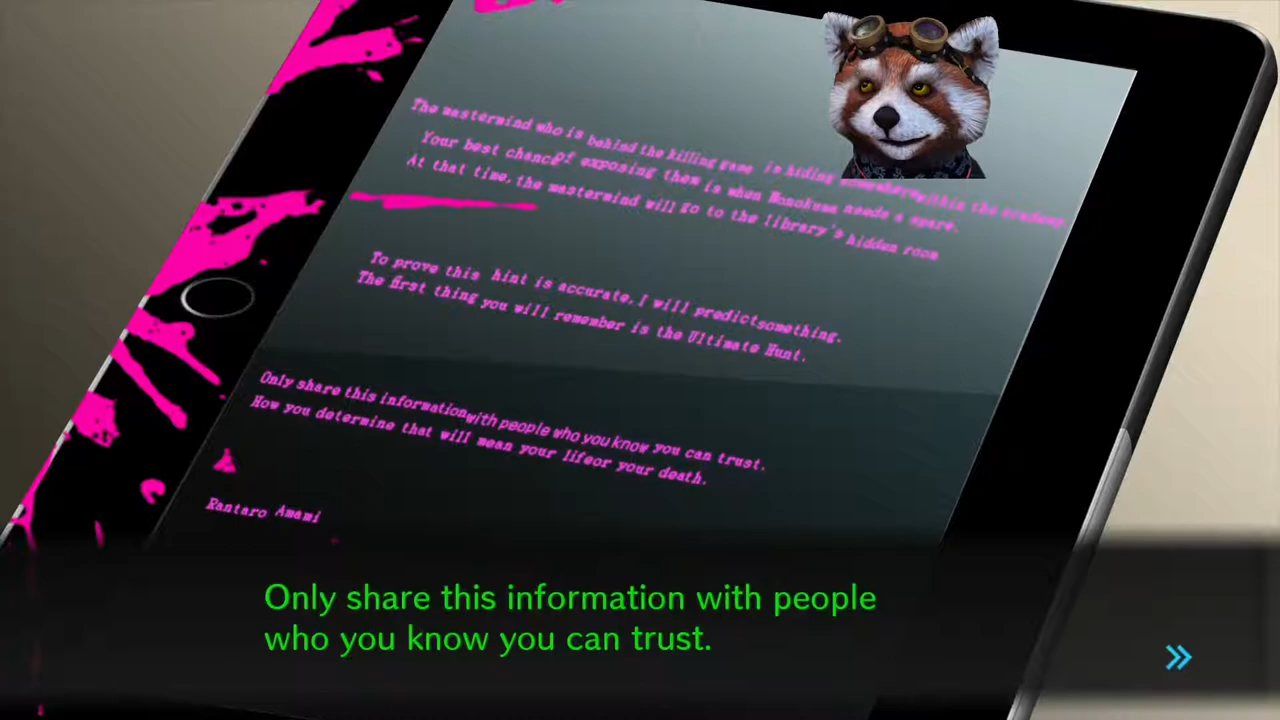 The mastermind who is behind the killing game is hiding somewhere within the academy
Your best chance of exposing them is when Monokuma needs a spare.
At that time, the mastermind will go to the library's hidden room
To prove this hint is accurate, I will predict something.
The first thing you will remember is the Ultimate Hunt.
Only share this information with people who you know you can trust.
How you determine that will mean your life or your death.
Rantaro Amami
Only share this information with people
who you know you can trust.